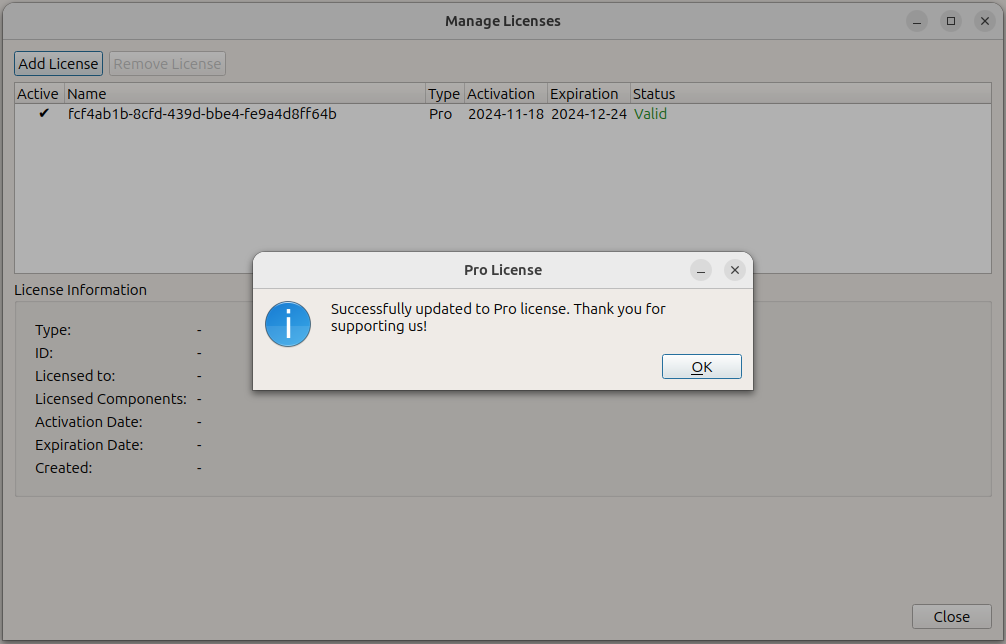 Manage Licenses
Add License Remove License
Active Name Type Activation Expiration Status
✔ fcf4ab1b-8cfd-439d-bbe4-fe9a4d8ff64b Pro 2024-11-18 2024-12-24 Valid
Pro License
Successfully updated to Pro license. Thank you for
supporting us!
OK
License Information
Type: -
ID: -
Licensed to: -
Licensed Components: -
Activation Date: -
Expiration Date: -
Created: -
Close